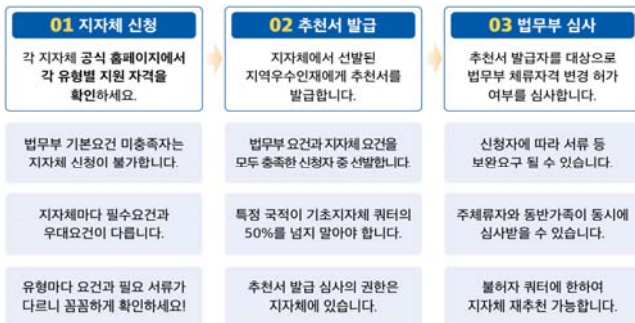 01 지자체 신청
각 지자체 공식 홈페이지에서
각 유형별 지원 자격을
확인하세요.
법무부 기본요건 미충족자는
지자체 신청이 불가합니다.
지자체마다 필수요건과
우대요건이 다릅니다.
유형마다 요건과 필요 서류가
다르니 꼼꼼하게 확인하세요!
02 추천서 발급
지자체에서 선발된
지역우수인재에게 추천서를
발급합니다.
법무부 요건과 지자체 요건을
모두 충족한 신청자 중 선발합니다
특정 국적이 기초지자체 쿼터의
50%를 넘지 말아야 합니다.
추천서 발급 심사의 권한은
지자체에 있습니다.
03 법무부 심사
추천서 발급자를 대상으로
법무부 체류자격 변경 허가
여부를 심사합니다.
신청자에 따라 서류 등
보완요구 될 수 있습니다.
주체류자와 동반가족이 동시에
심사받을 수 있습니다.
불허자 쿼터에 한하여
지자체 재추천 가능합니다.